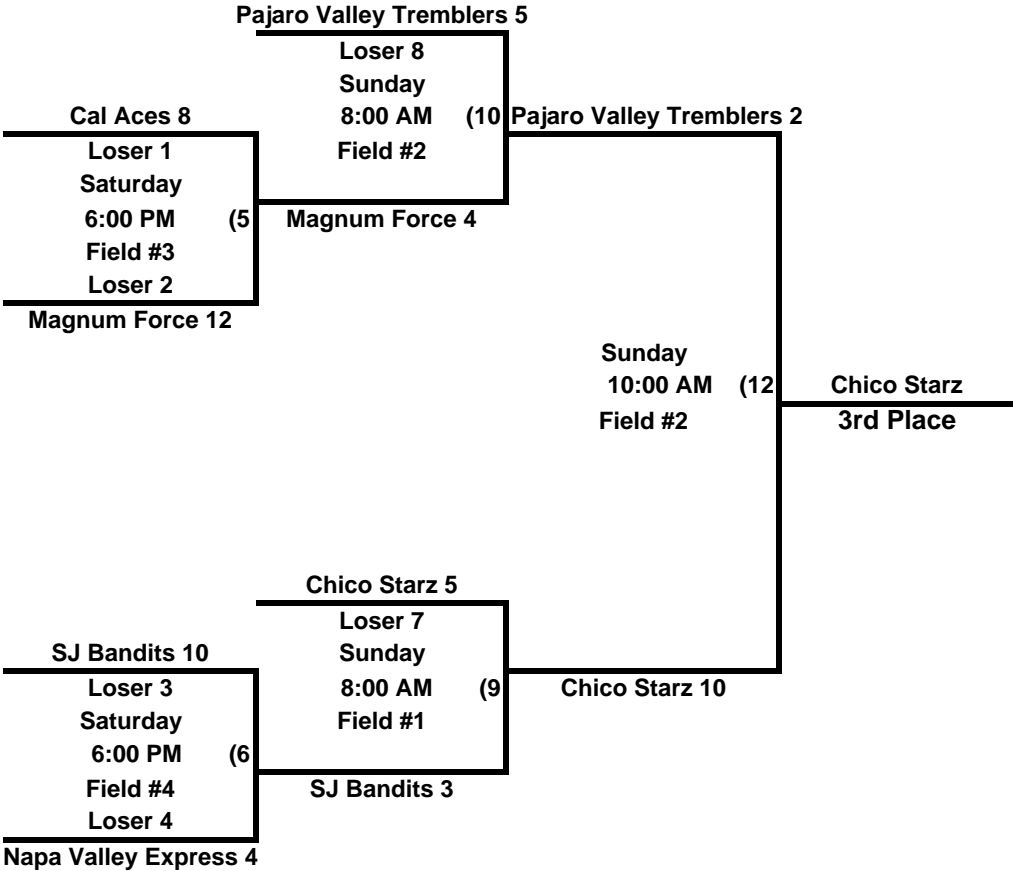 Pajaro Valley Tremblers 5
Loser 8
Sunday
Cal Aces 8
8:00 AM (10
Pajaro Valley Tremblers 2
Loser 1
Field #2
Saturday
6:00 PM (5
Magnum Force 4
Field #3
Loser 2
Magnum Force 12
Sunday
10:00 AM (12
Chico Starz
Field #2
3rd Place
Chico Starz 5
Loser 7
SJ Bandits 10
Sunday
Loser 3
8:00 AM (9
Chico Starz 10
Saturday
Field #1
6:00 PM (6
Field #4
SJ Bandits 3
Loser 4
Napa Valley Express 4